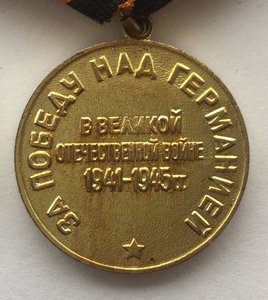 ЗА ПОБЕДУ НАД ГЕРМАНИЕЙ
В ВЕЛИКОЙ
ОТЕЧЕСТВЕННОЙ ВОЙНЕ
1941-1945гг